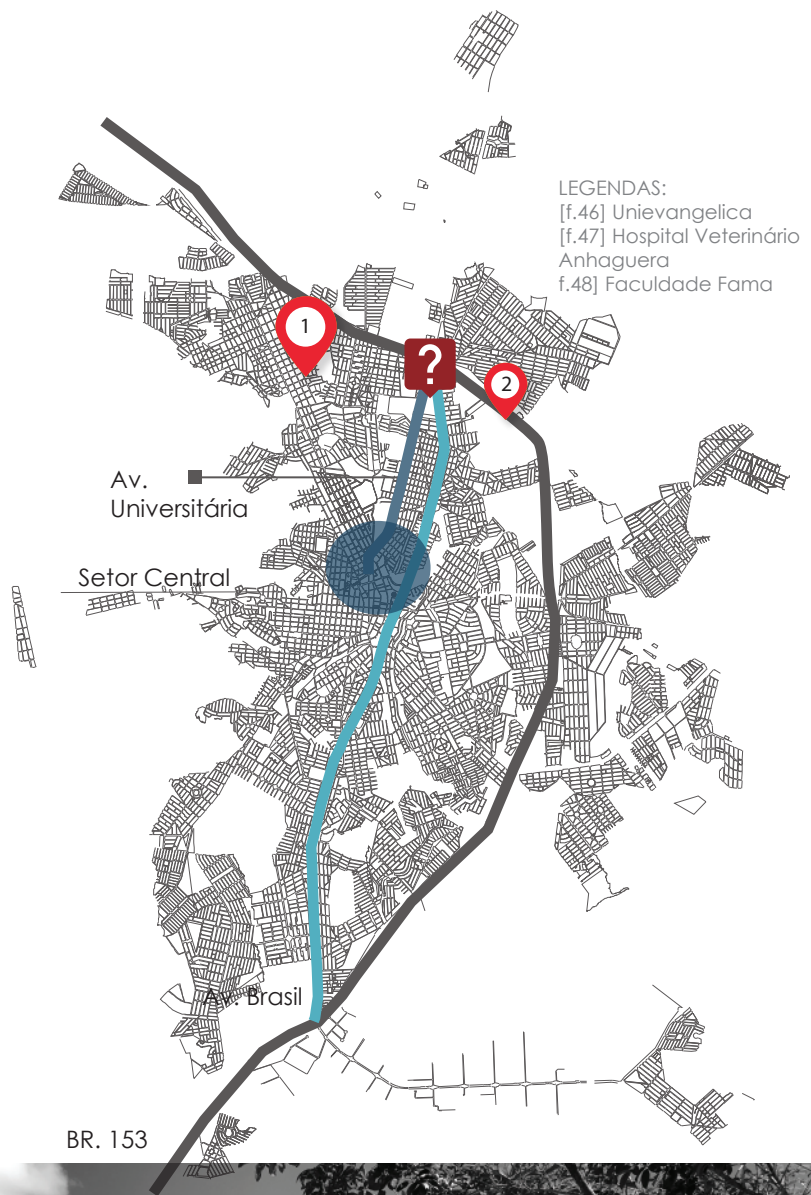 LEGENDAS:
[f.46] Unievangelica
[f.47] Hospital Veterinário
Anhaguera
f.48] Faculdade Fama
1
?
2
Av.
Universitária
Setor Central
Av. Brasil
BR. 153